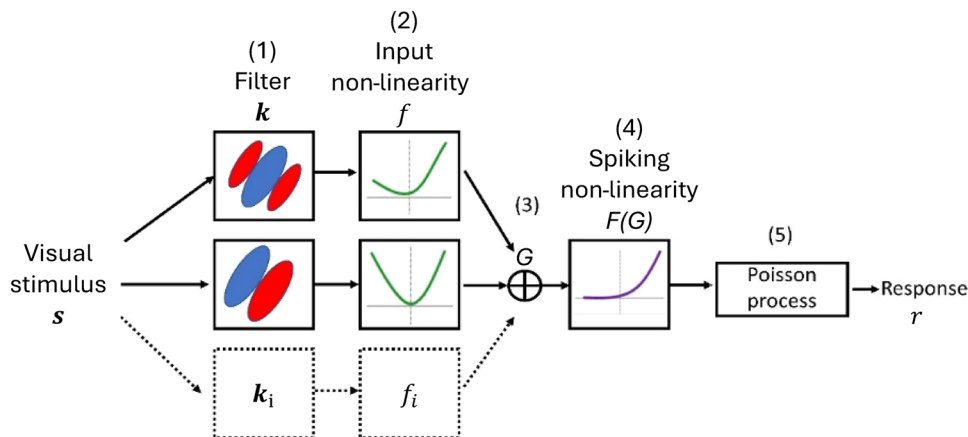 (1)
Filter
k
(2)
Input
non-linearity
f
(4)
Spiking
non-linearity
F(G)
(3)
G
(5)
Visual
stimulus
s
Poisson
process
Response
r
k_i
f_i